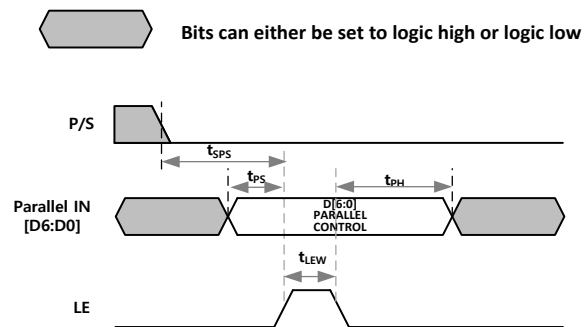 Bits can either be set to logic high or logic low
P/S
tSPS
tPS
tPH
Parallel IN
[D6:D0]
D[6:0]
PARALLEL
CONTROL
tLEW
LE